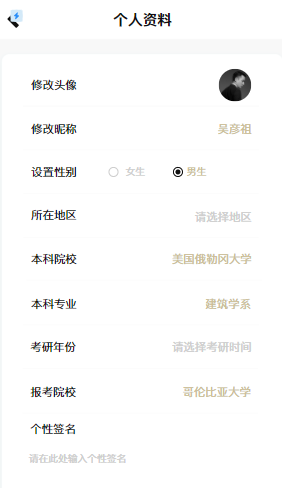 个人资料
修改头像
修改昵称 吴彦祖
设置性别 女生 男生
所在地区 请选择地区
本科院校 美国俄勒冈大学
本科专业 建筑学系
考研年份 请选择考研时间
报考院校 哥伦比亚大学
个性签名
请在此处输入个性签名